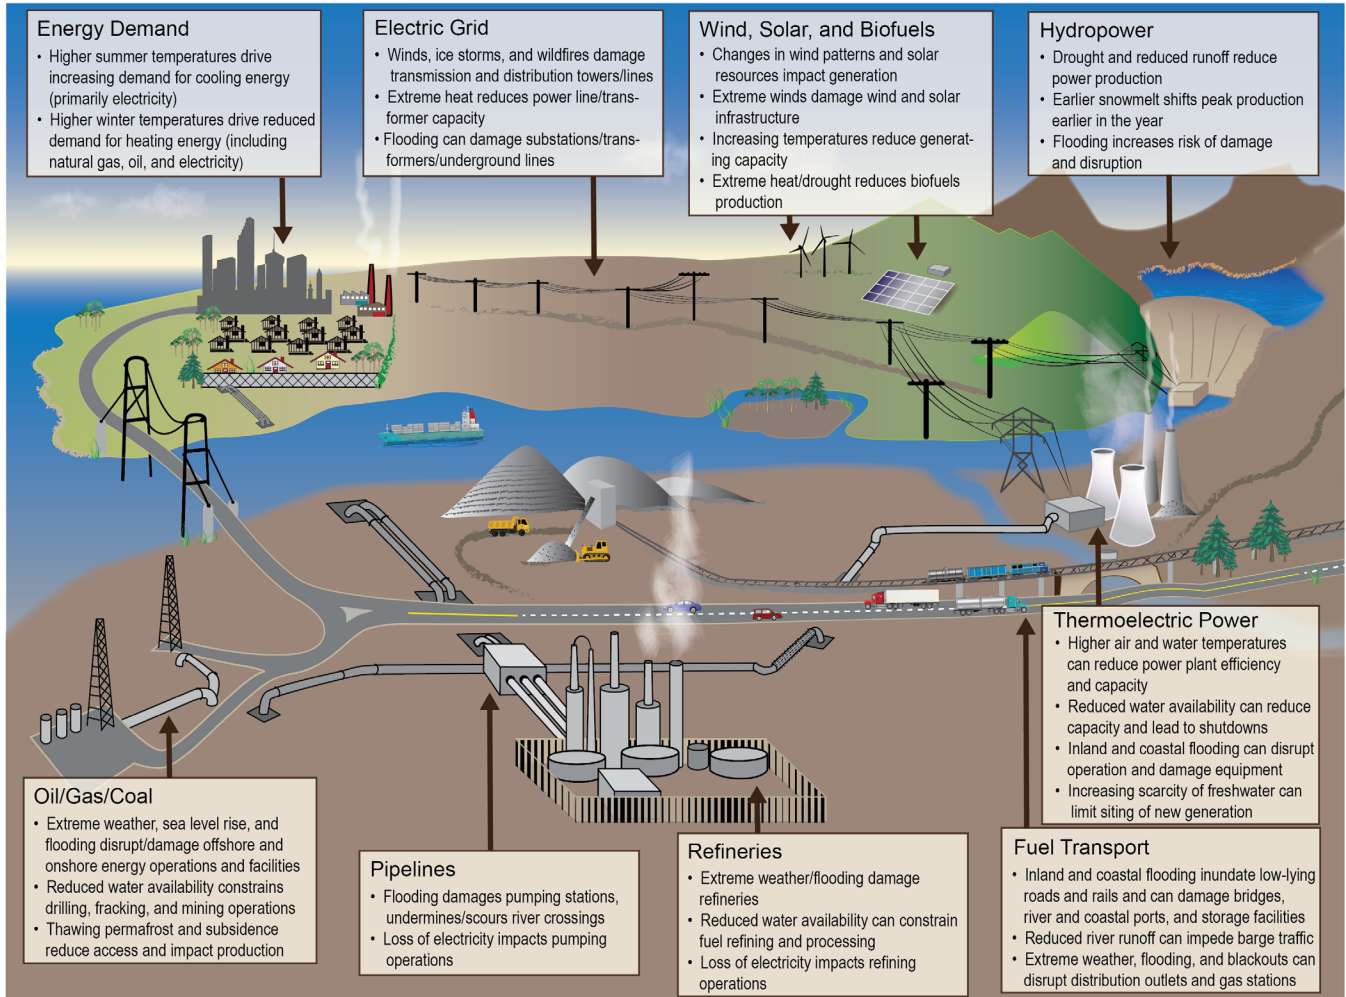 Energy Demand
• Higher summer temperatures drive
increasing demand for cooling energy
(primarily electricity)
• Higher winter temperatures drive reduced
demand for heating energy (including
natural gas, oil, and electricity)
Electric Grid
• Winds, ice storms, and wildfires damage
transmission and distribution towers/lines
• Extreme heat reduces power line/trans-
former capacity
• Flooding can damage substations/trans-
formers/underground lines
Wind, Solar, and Biofuels
• Changes in wind patterns and solar
resources impact generation
• Extreme winds damage wind and solar
infrastructure
• Increasing temperatures reduce generat-
ing capacity
• Extreme heat/drought reduces biofuels
production
Hydropower
• Drought and reduced runoff reduce
power production
• Earlier snowmelt shifts peak production
earlier in the year
• Flooding increases risk of damage
and disruption
Oil/Gas/Coal
• Extreme weather, sea level rise, and
flooding disrupt/damage offshore and
onshore energy operations and facilities
• Reduced water availability constrains
drilling, fracking, and mining operations
• Thawing permafrost and subsidence
reduce access and impact production
Pipelines
• Flooding damages pumping stations,
undermines/scours river crossings
• Loss of electricity impacts pumping
operations
Refineries
• Extreme weather/flooding damage
refineries
• Reduced water availability can constrain
fuel refining and processing
• Loss of electricity impacts refining
operations
Thermoelectric Power
• Higher air and water temperatures
can reduce power plant efficiency
and capacity
• Reduced water availability can reduce
capacity and lead to shutdowns
• Inland and coastal flooding can disrupt
operation and damage equipment
• Increasing scarcity of freshwater can
limit siting of new generation
Fuel Transport
• Inland and coastal flooding inundate low-lying
roads and rails and can damage bridges,
river and coastal ports, and storage facilities
• Reduced river runoff can impede barge traffic
• Extreme weather, flooding, and blackouts can
disrupt distribution outlets and gas stations